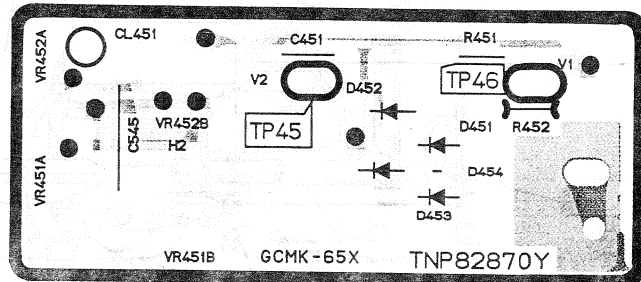 VR452A
CL451
C451
R451
V2
D452
TP46
V1
TP45
C545
VR452B
H2
D451
R452
VR451A
D454
D453
VR451B
GCMK-65X
TNP82870Y